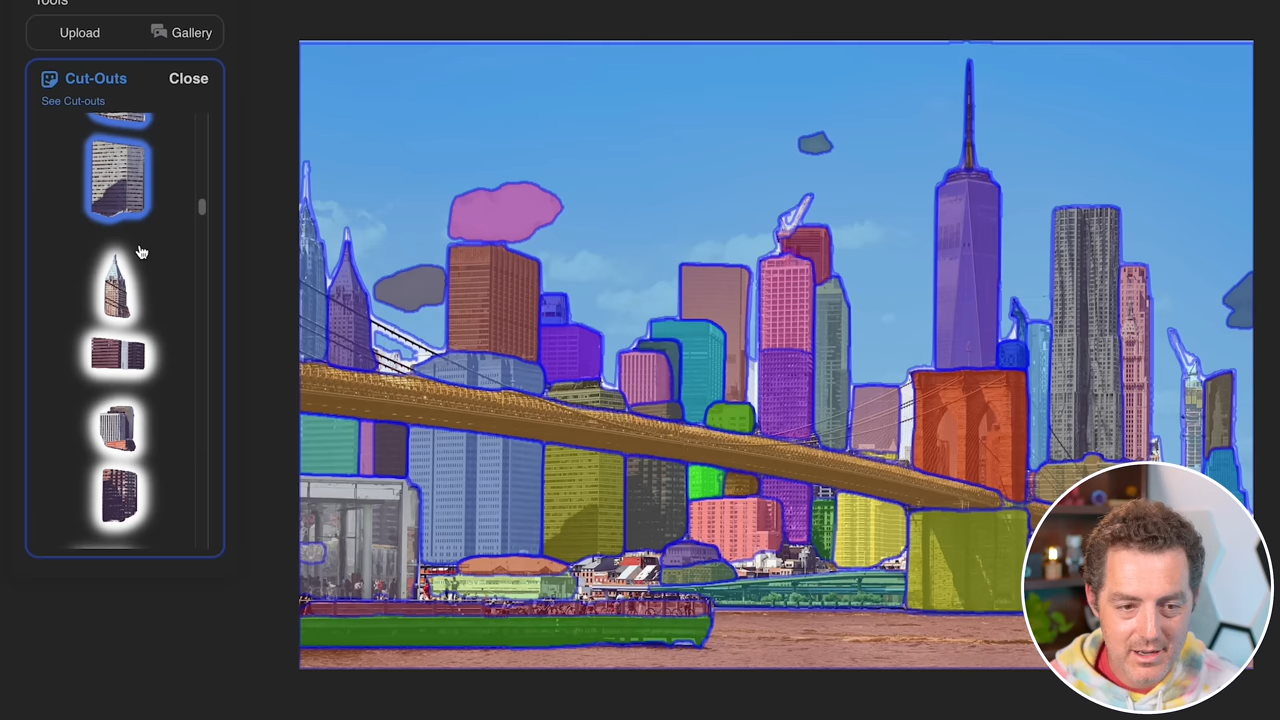 Tools
Upload
Gallery
Cut-Outs
Close
See Cut-outs